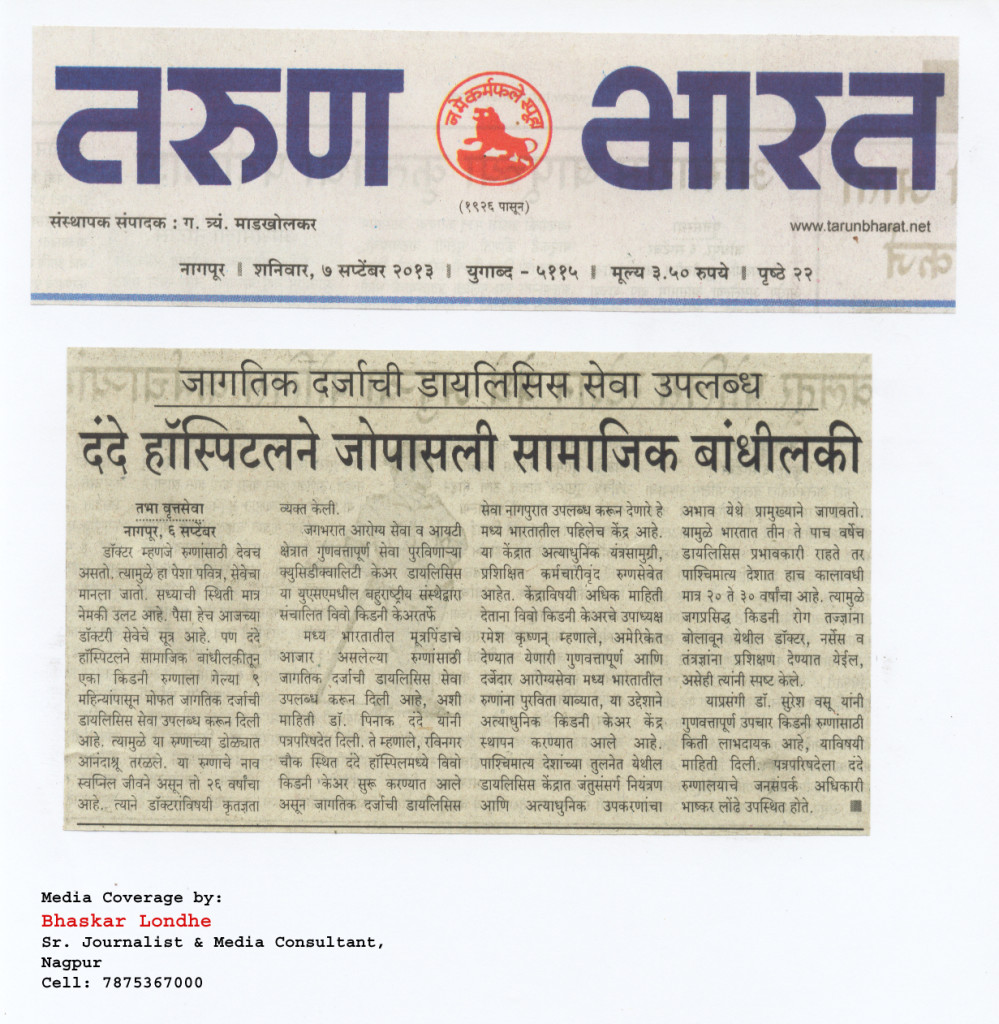 तरुण भारत
न मे कर्मफले स्पृहा
(१९२६ पासून)
संस्थापक संपादक : ग. त्र्यं. माडखोलकर
www.tarunbharat.net
नागपूर | शनिवार, ७ सप्टेंबर २०१३ | युगाब्द - ५११५ | मूल्य ३.५० रुपये | पृष्ठे २२
जागतिक दर्जाची डायलिसिस सेवा उपलब्ध
दंदे हॉस्पिटलने जोपासली सामाजिक बांधीलकी
तभा वृत्तसेवा
नागपूर, ६ सप्टेंबर
डॉक्टर म्हणजे रुग्णांसाठी देवच
असतो. त्यामुळे हा पेशा पवित्र, सेवेचा
मानला जातो. सध्याची स्थिती मात्र
नेमकी उलट आहे. पैसा हेच आजच्या
डॉक्टरी सेवेचे सूत्र आहे. पण दंदे
हॉस्पिटलने सामाजिक बांधीलकीतून
एका किडनी रुग्णाला गेल्या ९
महिन्यांपासून मोफत जागतिक दर्जाची
डायलिसिस सेवा उपलब्ध करून दिली
आहे. त्यामुळे या रुग्णाच्या डोळ्यात
आनंदाश्रू तरळले. या रुग्णाचे नाव
स्वप्निल जीवने असून तो २६ वर्षांचा
आहे. त्याने डॉक्टरांविषयी कृतज्ञता
व्यक्त केली.
जगभरात आरोग्य सेवा व आयटी
क्षेत्रात गुणवत्तापूर्ण सेवा पुरविणाऱ्या
क्युसिडीक्वालिटी केअर डायलिसिस
या युएसएमधील बहुराष्ट्रीय संस्थेद्वारा
संचालित विवो किडनी केअरतर्फे
मध्य भारतातील मूत्रपिंडाचे
आजार असलेल्या रुग्णांसाठी
जागतिक दर्जाची डायलिसिस सेवा
उपलब्ध करून दिली आहे, अशी
माहिती डॉ. पिनाक दंदे यांनी
पत्रपरिषदेत दिली. ते म्हणाले, रविनगर
चौक स्थित दंदे हॉस्पिलमध्ये विवो
किडनी 'केअर सुरू करण्यात आले
असून जागतिक दर्जाची डायलिसिस
सेवा नागपुरात उपलब्ध करून देणारे हे
मध्य भारतातील पहिलेच केंद्र आहे.
या केंद्रात अत्याधुनिक यंत्रसामुग्री,
प्रशिक्षित कर्मचारीवृंद रुग्णसेवेत
आहेत. केंद्राविषयी अधिक माहिती
देताना विवो किडनी केअरचे उपाध्यक्ष
रमेश कृष्णन् म्हणाले, अमेरिकेत
देण्यात येणारी गुणवत्तापूर्ण आणि
दर्जेदार आरोग्यसेवा मध्य भारतातील
रुग्णांना पुरविता याव्यात, या उद्देशाने
अत्याधुनिक किडनी केअर केंद्र
स्थापन करण्यात आले आहे.
पाश्चिमात्य देशाच्या तुलनेत येथील
डायलिसिस केंद्रात जंतुसंसर्ग नियंत्रण
आणि अत्याधुनिक उपकरणांचा
अभाव येथे प्रामुख्याने जाणवतो.
यामुळे भारतात तीन ते पाच वर्षेच
डायलिसिस प्रभावकारी राहते तर
पाश्चिमात्य देशात हाच कालावधी
मात्र २० ते ३० वर्षांचा आहे. त्यामुळे
जगप्रसिद्ध किडनी रोग तज्ज्ञाना
बोलावून येथील डॉक्टर, नर्सेस व
तंत्रज्ञांना प्रशिक्षण देण्यात येईल,
असेही त्यांनी स्पष्ट केले.
याप्रसंगी डॉ. सुरेश वसू यांनी
गुणवत्तापूर्ण उपचार किडनी रुग्णांसाठी
किती लाभदायक आहे, याविषयी
माहिती दिली. पत्रपरिषदेला दंदे
रुग्णालयाचे जनसंपर्क अधिकारी
भाष्कर लोंढे उपस्थित होते.
Media Coverage by:
Bhaskar Londhe
Sr. Journalist & Media Consultant,
Nagpur
Cell: 7875367000